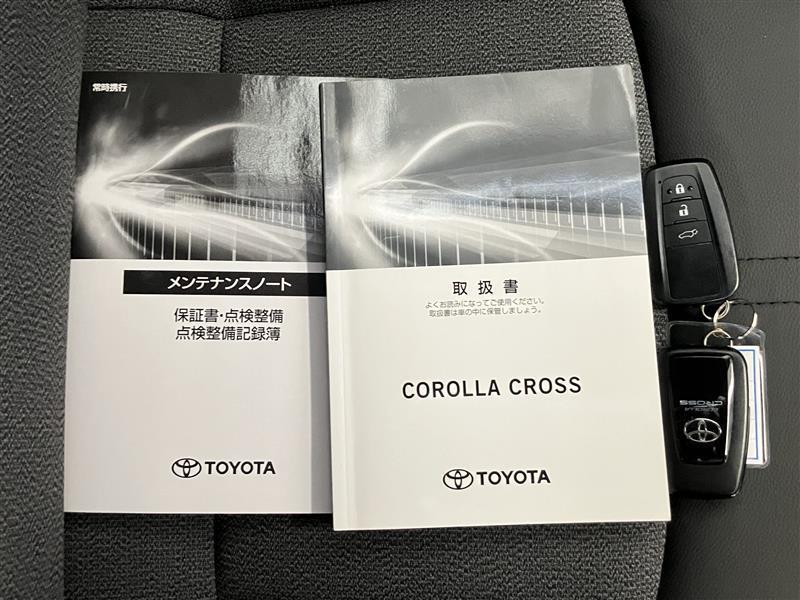 常時携行
メンテナンスノート
保証書・点検整備
点検整備記録簿
TOYOTA
取扱書
よくお読みになってご使用ください。
取扱書は車の中に保管しましょう。
COROLLA CROSS
TOYOTA
COROLLA
CROSS